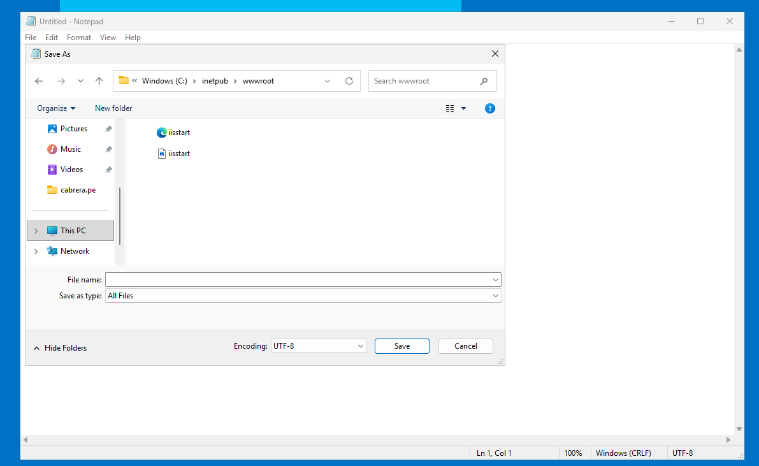 Untitled - Notepad
File Edit Format View Help
Save As
« Windows (C:) › inetpub › wwwroot
Search wwwroot
Organize New folder
Pictures
Music
Videos
cabrera.pe
This PC
Network
iisstart
iisstart
File name:
Save as type: All Files
Hide Folders
Encoding: UTF-8
Save
Cancel
Ln 1, Col 1
100%
Windows (CRLF)
UTF-8